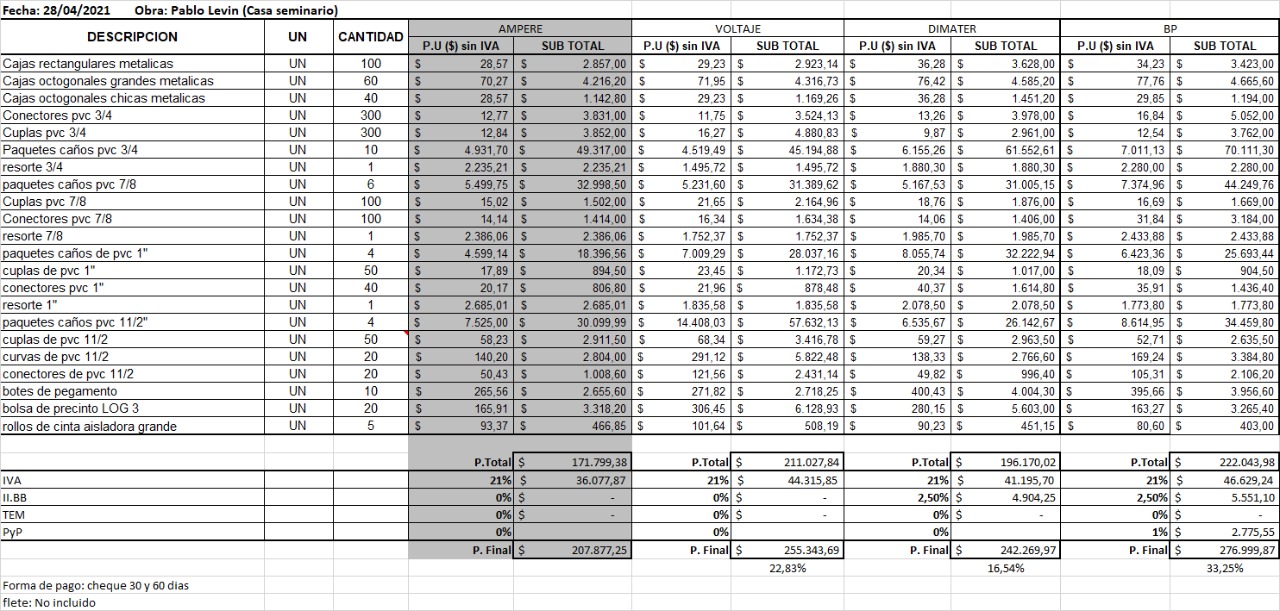 Fecha: 28/04/2021 Obra: Pablo Levin (Casa seminario)
AMPERE VOLTAJE DIMATER BP
DESCRIPCION UN CANTIDAD P.U ($) sin IVA SUB TOTAL P.U ($) sin IVA SUB TOTAL P.U ($) sin IVA SUB TOTAL P.U ($) sin IVA SUB TOTAL
Cajas rectangulares metalicas UN 100 $ 28,57 $ 2.857,00 $ 29,23 $ 2.923,14 $ 36,28 $ 3.628,00 $ 34,23 $ 3.423,00
Cajas octogonales grandes metalicas UN 60 $ 70,27 $ 4.216,20 $ 71,95 $ 4.316,73 $ 76,42 $ 4.585,20 $ 77,76 $ 4.665,60
Cajas octogonales chicas metalicas UN 40 $ 28,57 $ 1.142,80 $ 29,23 $ 1.169,26 $ 36,28 $ 1.451,20 $ 29,85 $ 1.194,00
Conectores pvc 3/4 UN 300 $ 12,77 $ 3.831,00 $ 11,75 $ 3.524,13 $ 13,26 $ 3.978,00 $ 16,84 $ 5.052,00
Cuplas pvc 3/4 UN 300 $ 12,84 $ 3.852,00 $ 16,27 $ 4.880,83 $ 9,87 $ 2.961,00 $ 12,54 $ 3.762,00
Paquetes caños pvc 3/4 UN 10 $ 4.931,70 $ 49.317,00 $ 4.519,49 $ 45.194,88 $ 6.155,26 $ 61.552,61 $ 7.011,13 $ 70.111,30
resorte 3/4 UN 1 $ 2.235,21 $ 2.235,21 $ 1.495,72 $ 1.495,72 $ 1.880,30 $ 1.880,30 $ 2.280,00 $ 2.280,00
paquetes caños pvc 7/8 UN 6 $ 5.499,75 $ 32.998,50 $ 5.231,60 $ 31.389,62 $ 5.167,53 $ 31.005,15 $ 7.374,96 $ 44.249,76
Cuplas pvc 7/8 UN 100 $ 15,02 $ 1.502,00 $ 21,65 $ 2.164,96 $ 18,76 $ 1.876,00 $ 16,69 $ 1.669,00
Conectores pvc 7/8 UN 100 $ 14,14 $ 1.414,00 $ 16,34 $ 1.634,38 $ 14,06 $ 1.406,00 $ 31,84 $ 3.184,00
resorte 7/8 UN 1 $ 2.386,06 $ 2.386,06 $ 1.752,37 $ 1.752,37 $ 1.985,70 $ 1.985,70 $ 2.433,88 $ 2.433,88
paquetes caños de pvc 1" UN 4 $ 4.599,14 $ 18.396,56 $ 7.009,29 $ 28.037,16 $ 8.055,74 $ 32.222,94 $ 6.423,36 $ 25.693,44
cuplas de pvc 1" UN 50 $ 17,89 $ 894,50 $ 23,45 $ 1.172,73 $ 20,34 $ 1.017,00 $ 18,09 $ 904,50
conectores pvc 1" UN 40 $ 20,17 $ 806,80 $ 21,96 $ 878,48 $ 40,37 $ 1.614,80 $ 35,91 $ 1.436,40
resorte 1" UN 1 $ 2.685,01 $ 2.685,01 $ 1.835,58 $ 1.835,58 $ 2.078,50 $ 2.078,50 $ 1.773,80 $ 1.773,80
paquetes caños pvc 11/2" UN 4 $ 7.525,00 $ 30.099,99 $ 14.408,03 $ 57.632,13 $ 6.535,67 $ 26.142,67 $ 8.614,95 $ 34.459,80
cuplas de pvc 11/2 UN 50 $ 58,23 $ 2.911,50 $ 68,34 $ 3.416,78 $ 59,27 $ 2.963,50 $ 52,71 $ 2.635,50
curvas de pvc 11/2 UN 20 $ 140,20 $ 2.804,00 $ 291,12 $ 5.822,48 $ 138,33 $ 2.766,60 $ 169,24 $ 3.384,80
conectores de pvc 11/2 UN 20 $ 50,43 $ 1.008,60 $ 121,56 $ 2.431,14 $ 49,82 $ 996,40 $ 105,31 $ 2.106,20
botes de pegamento UN 10 $ 265,56 $ 2.655,60 $ 271,82 $ 2.718,25 $ 400,43 $ 4.004,30 $ 395,66 $ 3.956,60
bolsa de precinto LOG 3 UN 20 $ 165,91 $ 3.318,20 $ 306,45 $ 6.128,93 $ 280,15 $ 5.603,00 $ 163,27 $ 3.265,40
rollos de cinta aisladora grande UN 5 $ 93,37 $ 466,85 $ 101,64 $ 508,19 $ 90,23 $ 451,15 $ 80,60 $ 403,00
P.Total $ 171.799,38 P.Total $ 211.027,84 P.Total $ 196.170,02 P.Total $ 222.043,98
IVA 21% $ 36.077,87 21% $ 44.315,85 21% $ 41.195,70 21% $ 46.629,24
II.BB 0% $ - 0% $ - 2,50% $ 4.904,25 2,50% $ 5.551,10
TEM 0% $ - 0% $ - 0% $ - 0% $ -
PyP 0% 0% 0% 1% $ 2.775,55
P. Final $ 207.877,25 P. Final $ 255.343,69 P. Final $ 242.269,97 P. Final $ 276.999,87
22,83% 16,54% 33,25%
Forma de pago: cheque 30 y 60 dias
flete: No incluido